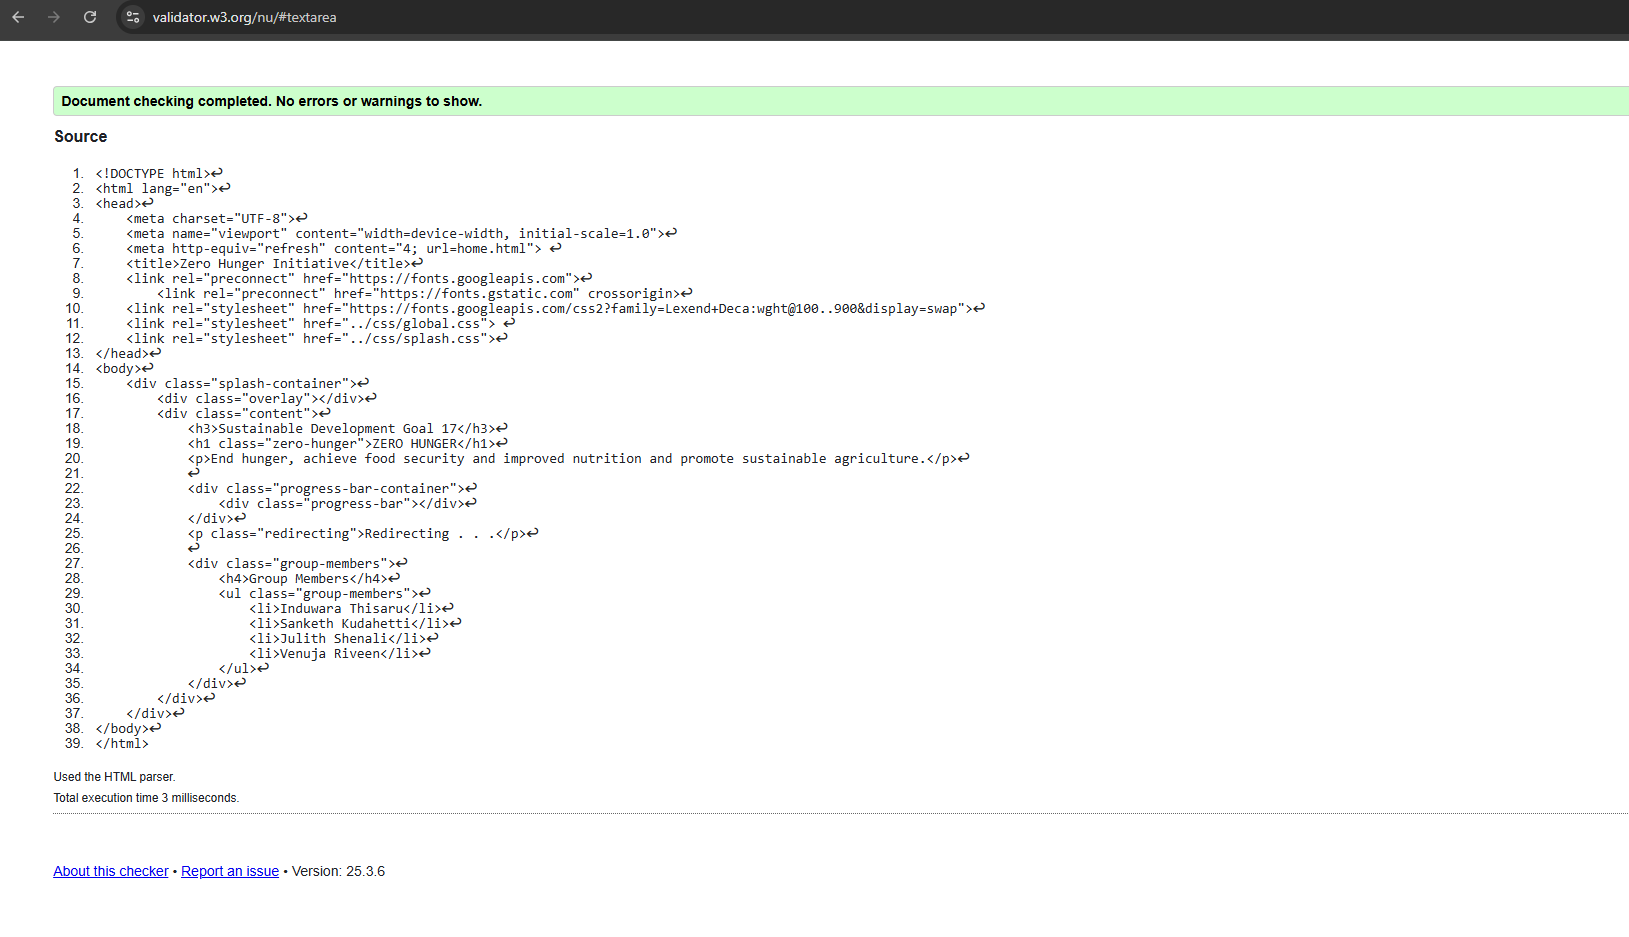 validator.w3.org/nu/#textarea
Document checking completed. No errors or warnings to show.
Source
1. <!DOCTYPE html>↩
2. <html lang="en">↩
3. <head>↩
4.     <meta charset="UTF-8">↩
5.     <meta name="viewport" content="width=device-width, initial-scale=1.0">↩
6.     <meta http-equiv="refresh" content="4; url=home.html"> ↩
7.     <title>Zero Hunger Initiative</title>↩
8.     <link rel="preconnect" href="https://fonts.googleapis.com">↩
9.         <link rel="preconnect" href="https://fonts.gstatic.com" crossorigin>↩
10.     <link rel="stylesheet" href="https://fonts.googleapis.com/css2?family=Lexend+Deca:wght@100..900&display=swap">↩
11.     <link rel="stylesheet" href="../css/global.css"> ↩
12.     <link rel="stylesheet" href="../css/splash.css">↩
13. </head>↩
14. <body>↩
15.     <div class="splash-container">↩
16.         <div class="overlay"></div>↩
17.         <div class="content">↩
18.             <h3>Sustainable Development Goal 17</h3>↩
19.             <h1 class="zero-hunger">ZERO HUNGER</h1>↩
20.             <p>End hunger, achieve food security and improved nutrition and promote sustainable agriculture.</p>↩
21.             ↩
22.             <div class="progress-bar-container">↩
23.                 <div class="progress-bar"></div>↩
24.             </div>↩
25.             <p class="redirecting">Redirecting . . .</p>↩
26.             ↩
27.             <div class="group-members">↩
28.                 <h4>Group Members</h4>↩
29.                 <ul class="group-members">↩
30.                     <li>Induwara Thisaru</li>↩
31.                     <li>Sanketh Kudahetti</li>↩
32.                     <li>Julith Shenali</li>↩
33.                     <li>Venuja Riveen</li>↩
34.                 </ul>↩
35.             </div>↩
36.         </div>↩
37.     </div>↩
38. </body>↩
39. </html>
Used the HTML parser.
Total execution time 3 milliseconds.
About this checker • Report an issue • Version: 25.3.6